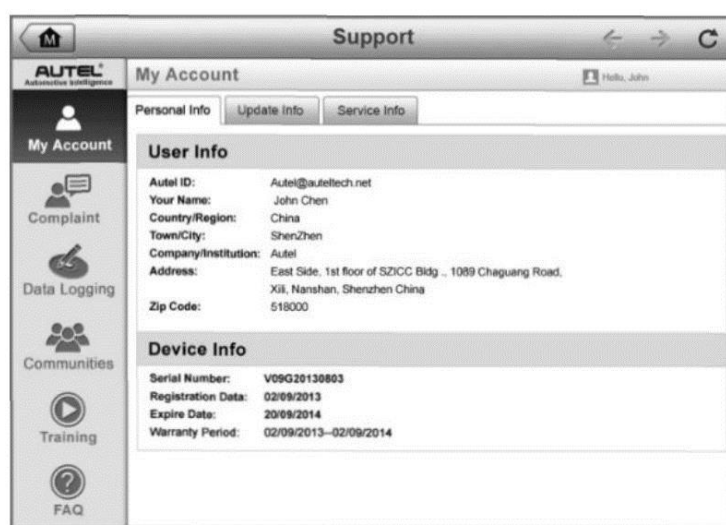 M
Support
AUTEL
Automotive Intelligence
My Account
Hello, John
Personal Info
Update Info
Service Info
My Account
Complaint
Data Logging
Communities
Training
FAQ
User Info
Autel ID: Autel@auteltech.net
Your Name: John Chen
Country/Region: China
Town/City: ShenZhen
Company/Institution: Autel
Address: East Side, 1st floor of SZICC Bldg ., 1089 Chaguang Road,
Xili, Nanshan, Shenzhen China
Zip Code: 518000
Device Info
Serial Number: V09G20130803
Registration Data: 02/09/2013
Expire Date: 20/09/2014
Warranty Period: 02/09/2013--02/09/2014